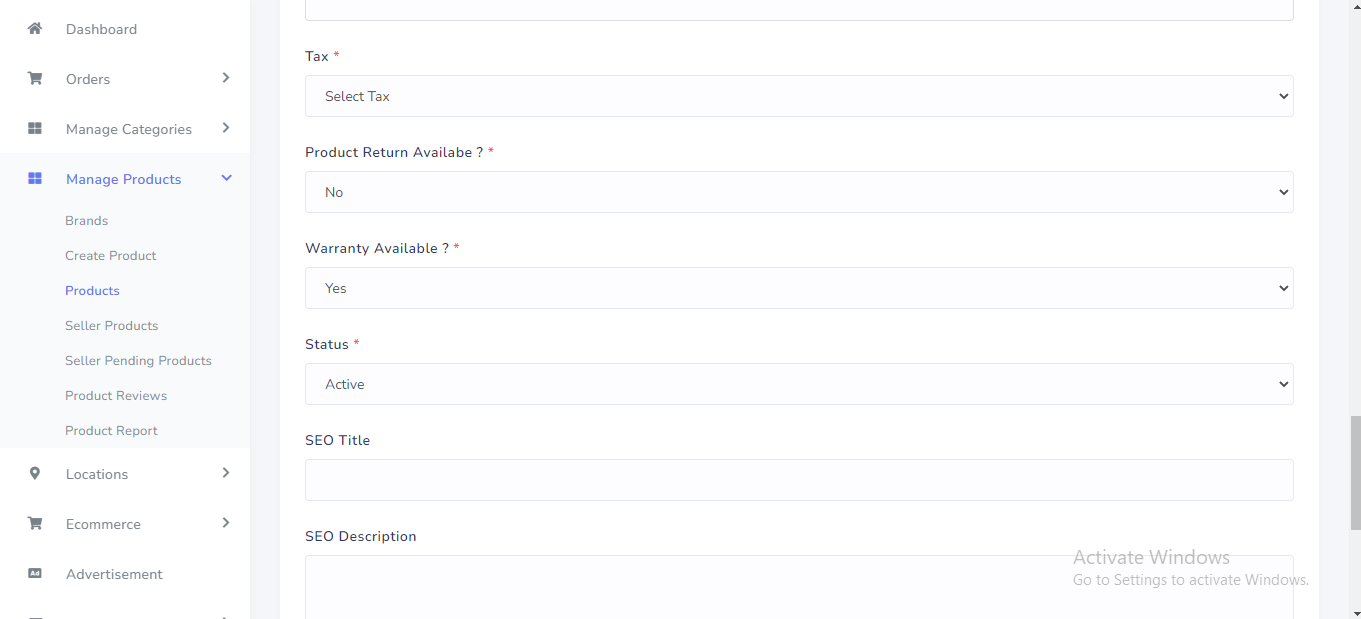 Dashboard
Orders
Manage Categories
Manage Products
Brands
Create Product
Products
Seller Products
Seller Pending Products
Product Reviews
Product Report
Locations
Ecommerce
Ad
Advertisement
Tax *
Select Tax
Product Return Availabe ? *
No
Warranty Available ? *
Yes
Status *
Active
SEO Title
SEO Description
Activate Windows
Go to Settings to activate Windows.